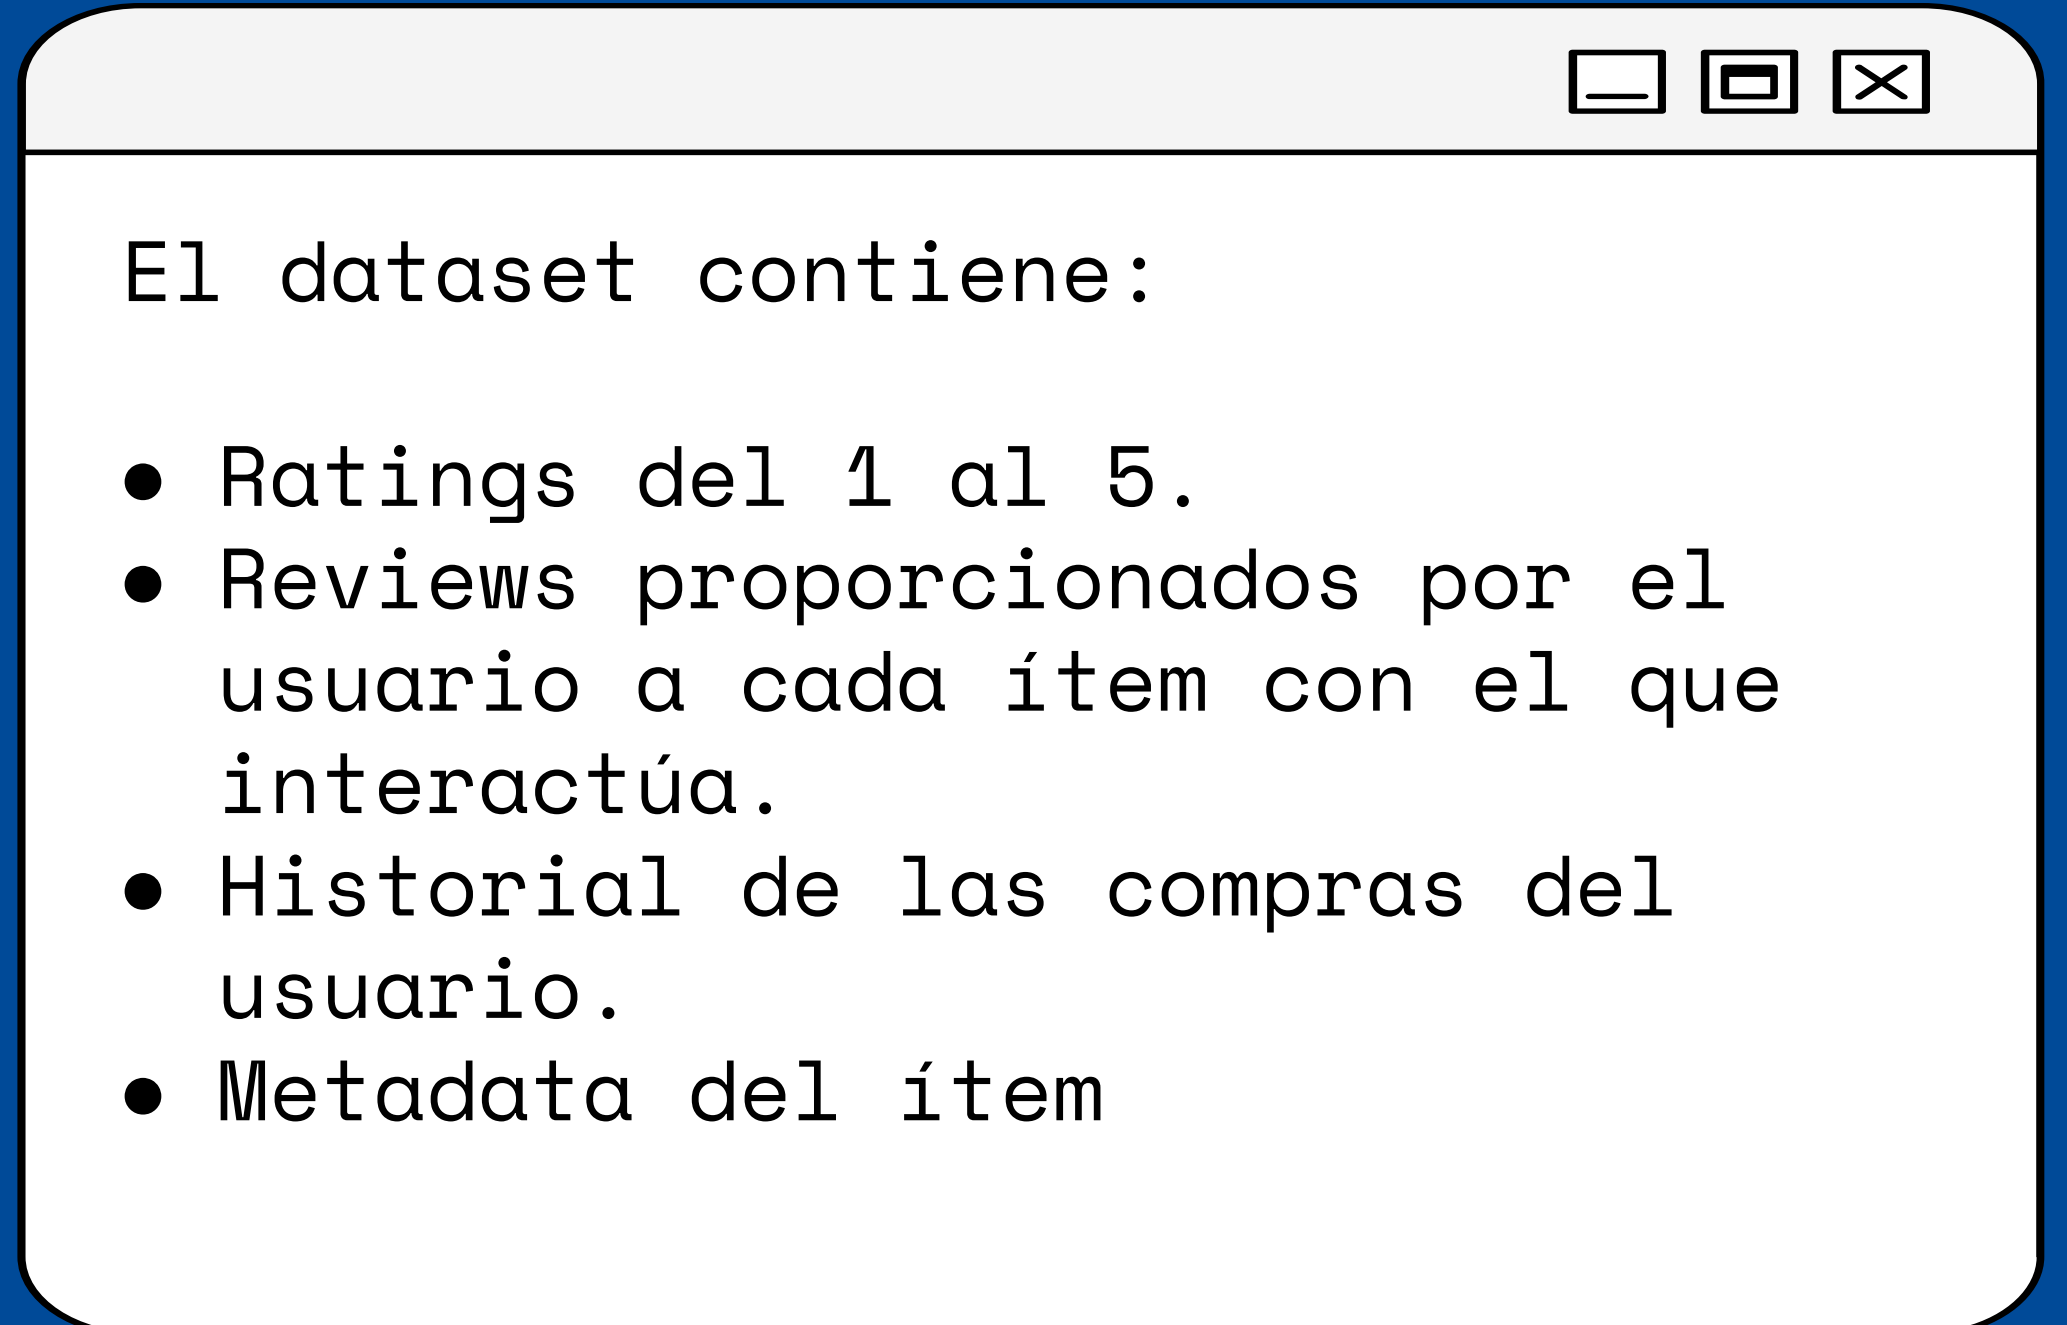 El dataset contiene:
● Ratings del 1 al 5.
● Reviews proporcionados por el
usuario a cada ítem con el que
interactúa.
● Historial de las compras del
usuario.
● Metadata del ítem